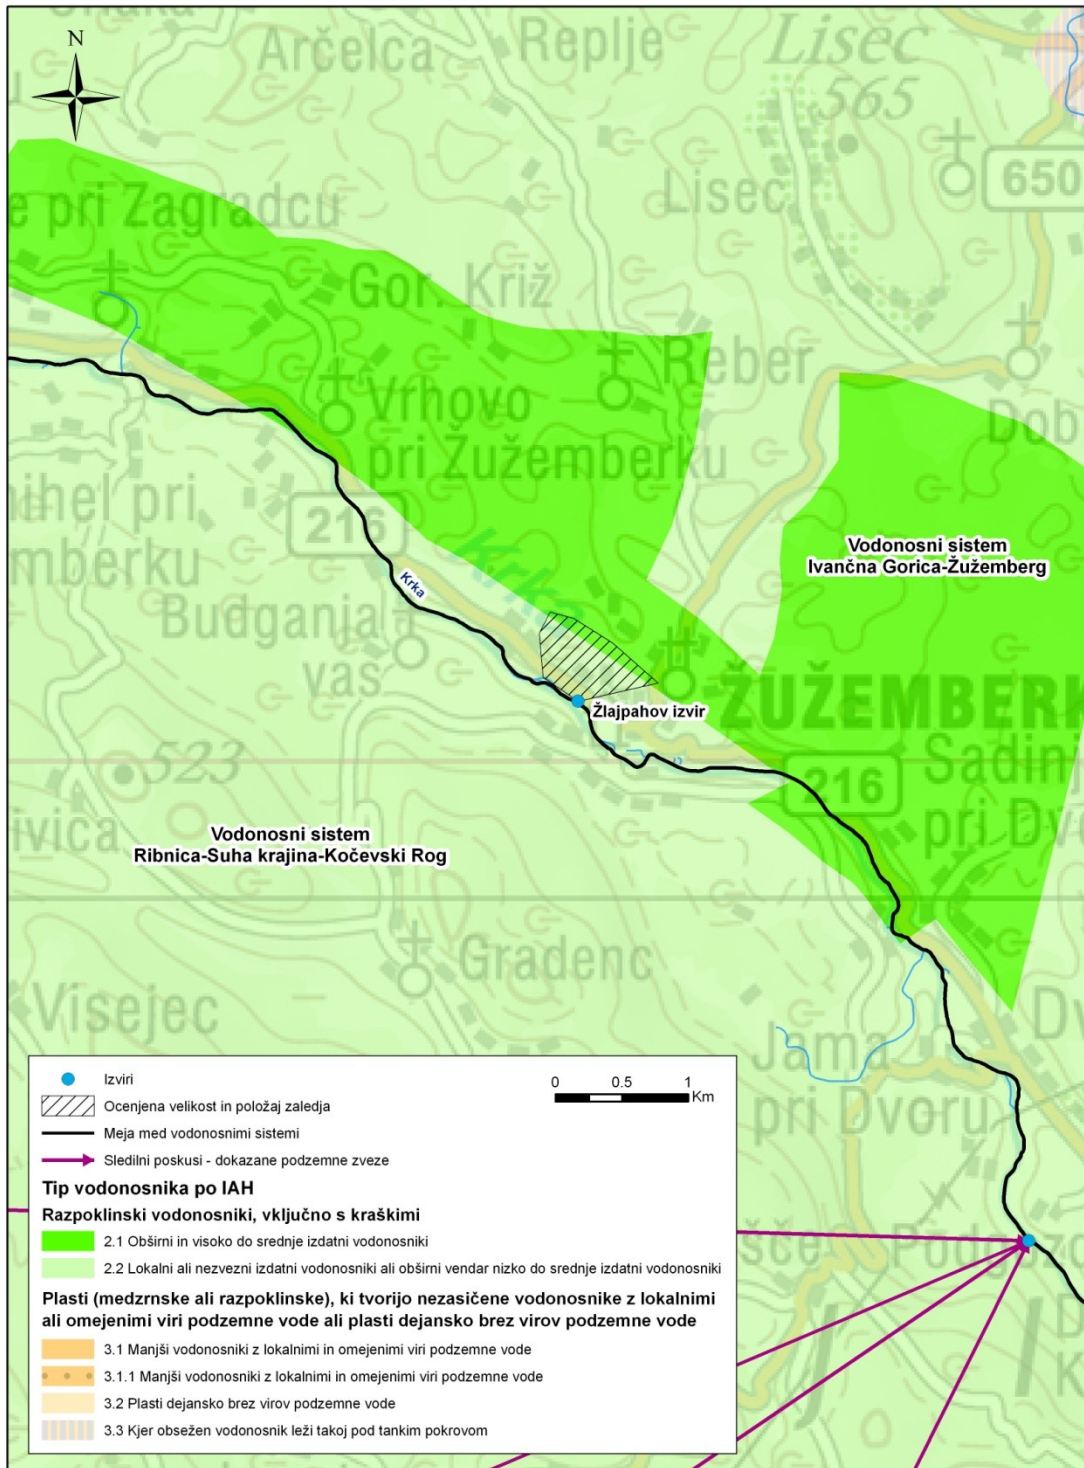 N
Arčelca
Replje
Lisec
565
650
Lisec
e pri Zagradcu
Gor. Križ
Reber
Vrhovo
pri Žužemberku
Dob
ihel pri
mberku
216
Vodonosni sistem
Ivančna Gorica-Žužemberg
Krka
Krka
Budganja
vas
Žlajpahov izvir
ŽUŽEMBERK
523
Sadinj
pri Dv
216
ivica
Vodonosni sistem
Ribnica-Suha krajina-Kočevski Rog
Gradenc
Visejec
Jama
pri Dvoru
Dv
Izviri
0 0.5 1
Km
Ocenjena velikost in položaj zaledja
Meja med vodonosnimi sistemi
Sledilni poskusi - dokazane podzemne zveze
Tip vodonosnika po IAH
Razpoklinski vodonosniki, vključno s kraškimi
2.1 Obširni in visoko do srednje izdatni vodonosniki
2.2 Lokalni ali nezvezni izdatni vodonosniki ali obširni vendar nizko do srednje izdatni vodonosniki
Plasti (medzrnske ali razpoklinske), ki tvorijo nezasičene vodonosnike z lokalnimi
ali omejenimi viri podzemne vode ali plasti dejansko brez virov podzemne vode
3.1 Manjši vodonosniki z lokalnimi in omejenimi viri podzemne vode
3.1.1 Manjši vodonosniki z lokalnimi in omejenimi viri podzemne vode
3.2 Plasti dejansko brez virov podzemne vode
3.3 Kjer obsežen vodonosnik leži takoj pod tankim pokrovom